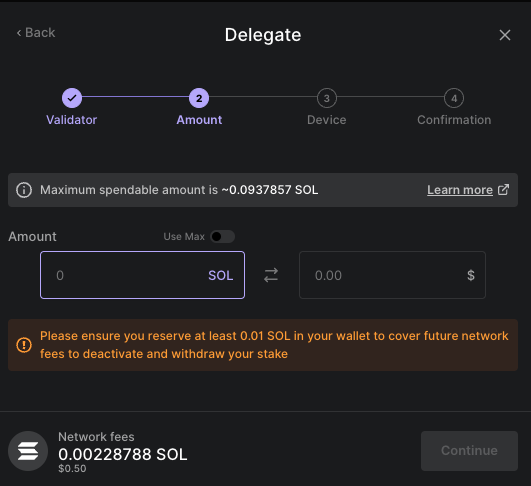 ‹ Back
Delegate
2
3
4
Validator
Amount
Device
Confirmation
Maximum spendable amount is ~0.0937857 SOL
Learn more
Amount
Use Max
0
SOL
0.00
$
Please ensure you reserve at least 0.01 SOL in your wallet to cover future network
fees to deactivate and withdraw your stake
Network fees
0.00228788 SOL
$0.50
Continue